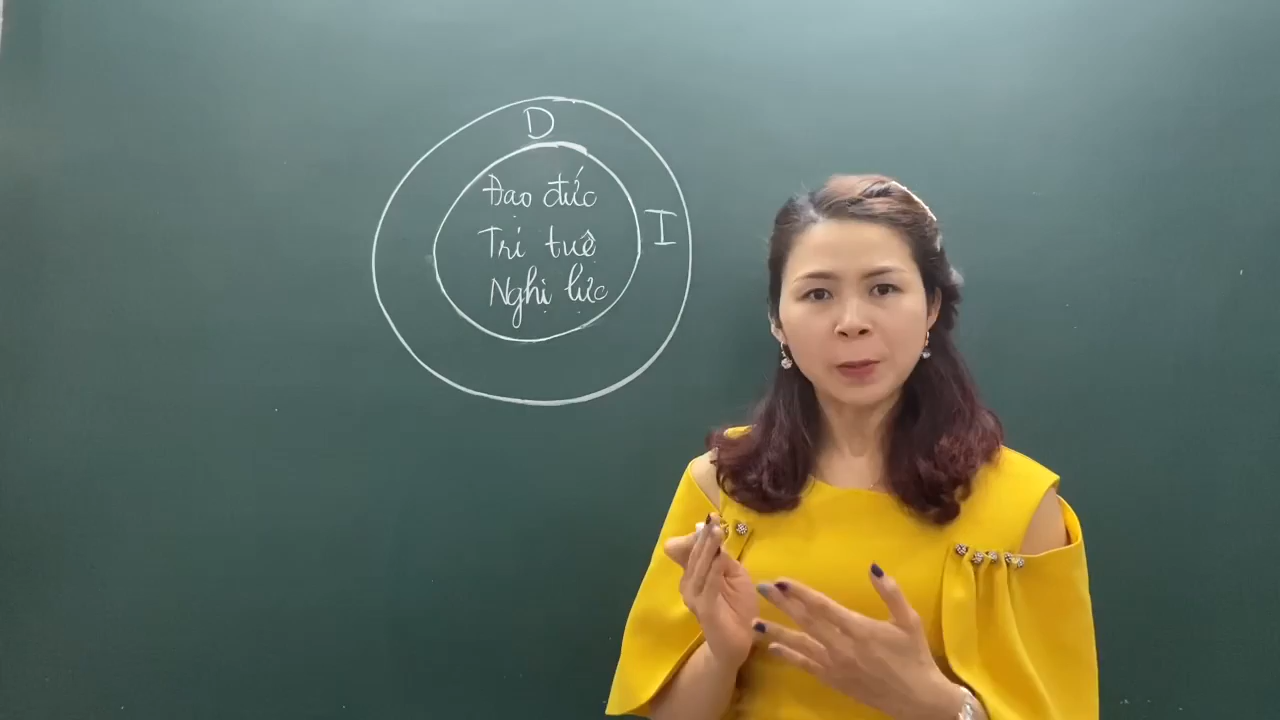 D
Đạo đức
I
Trí tuệ
Nghị lực